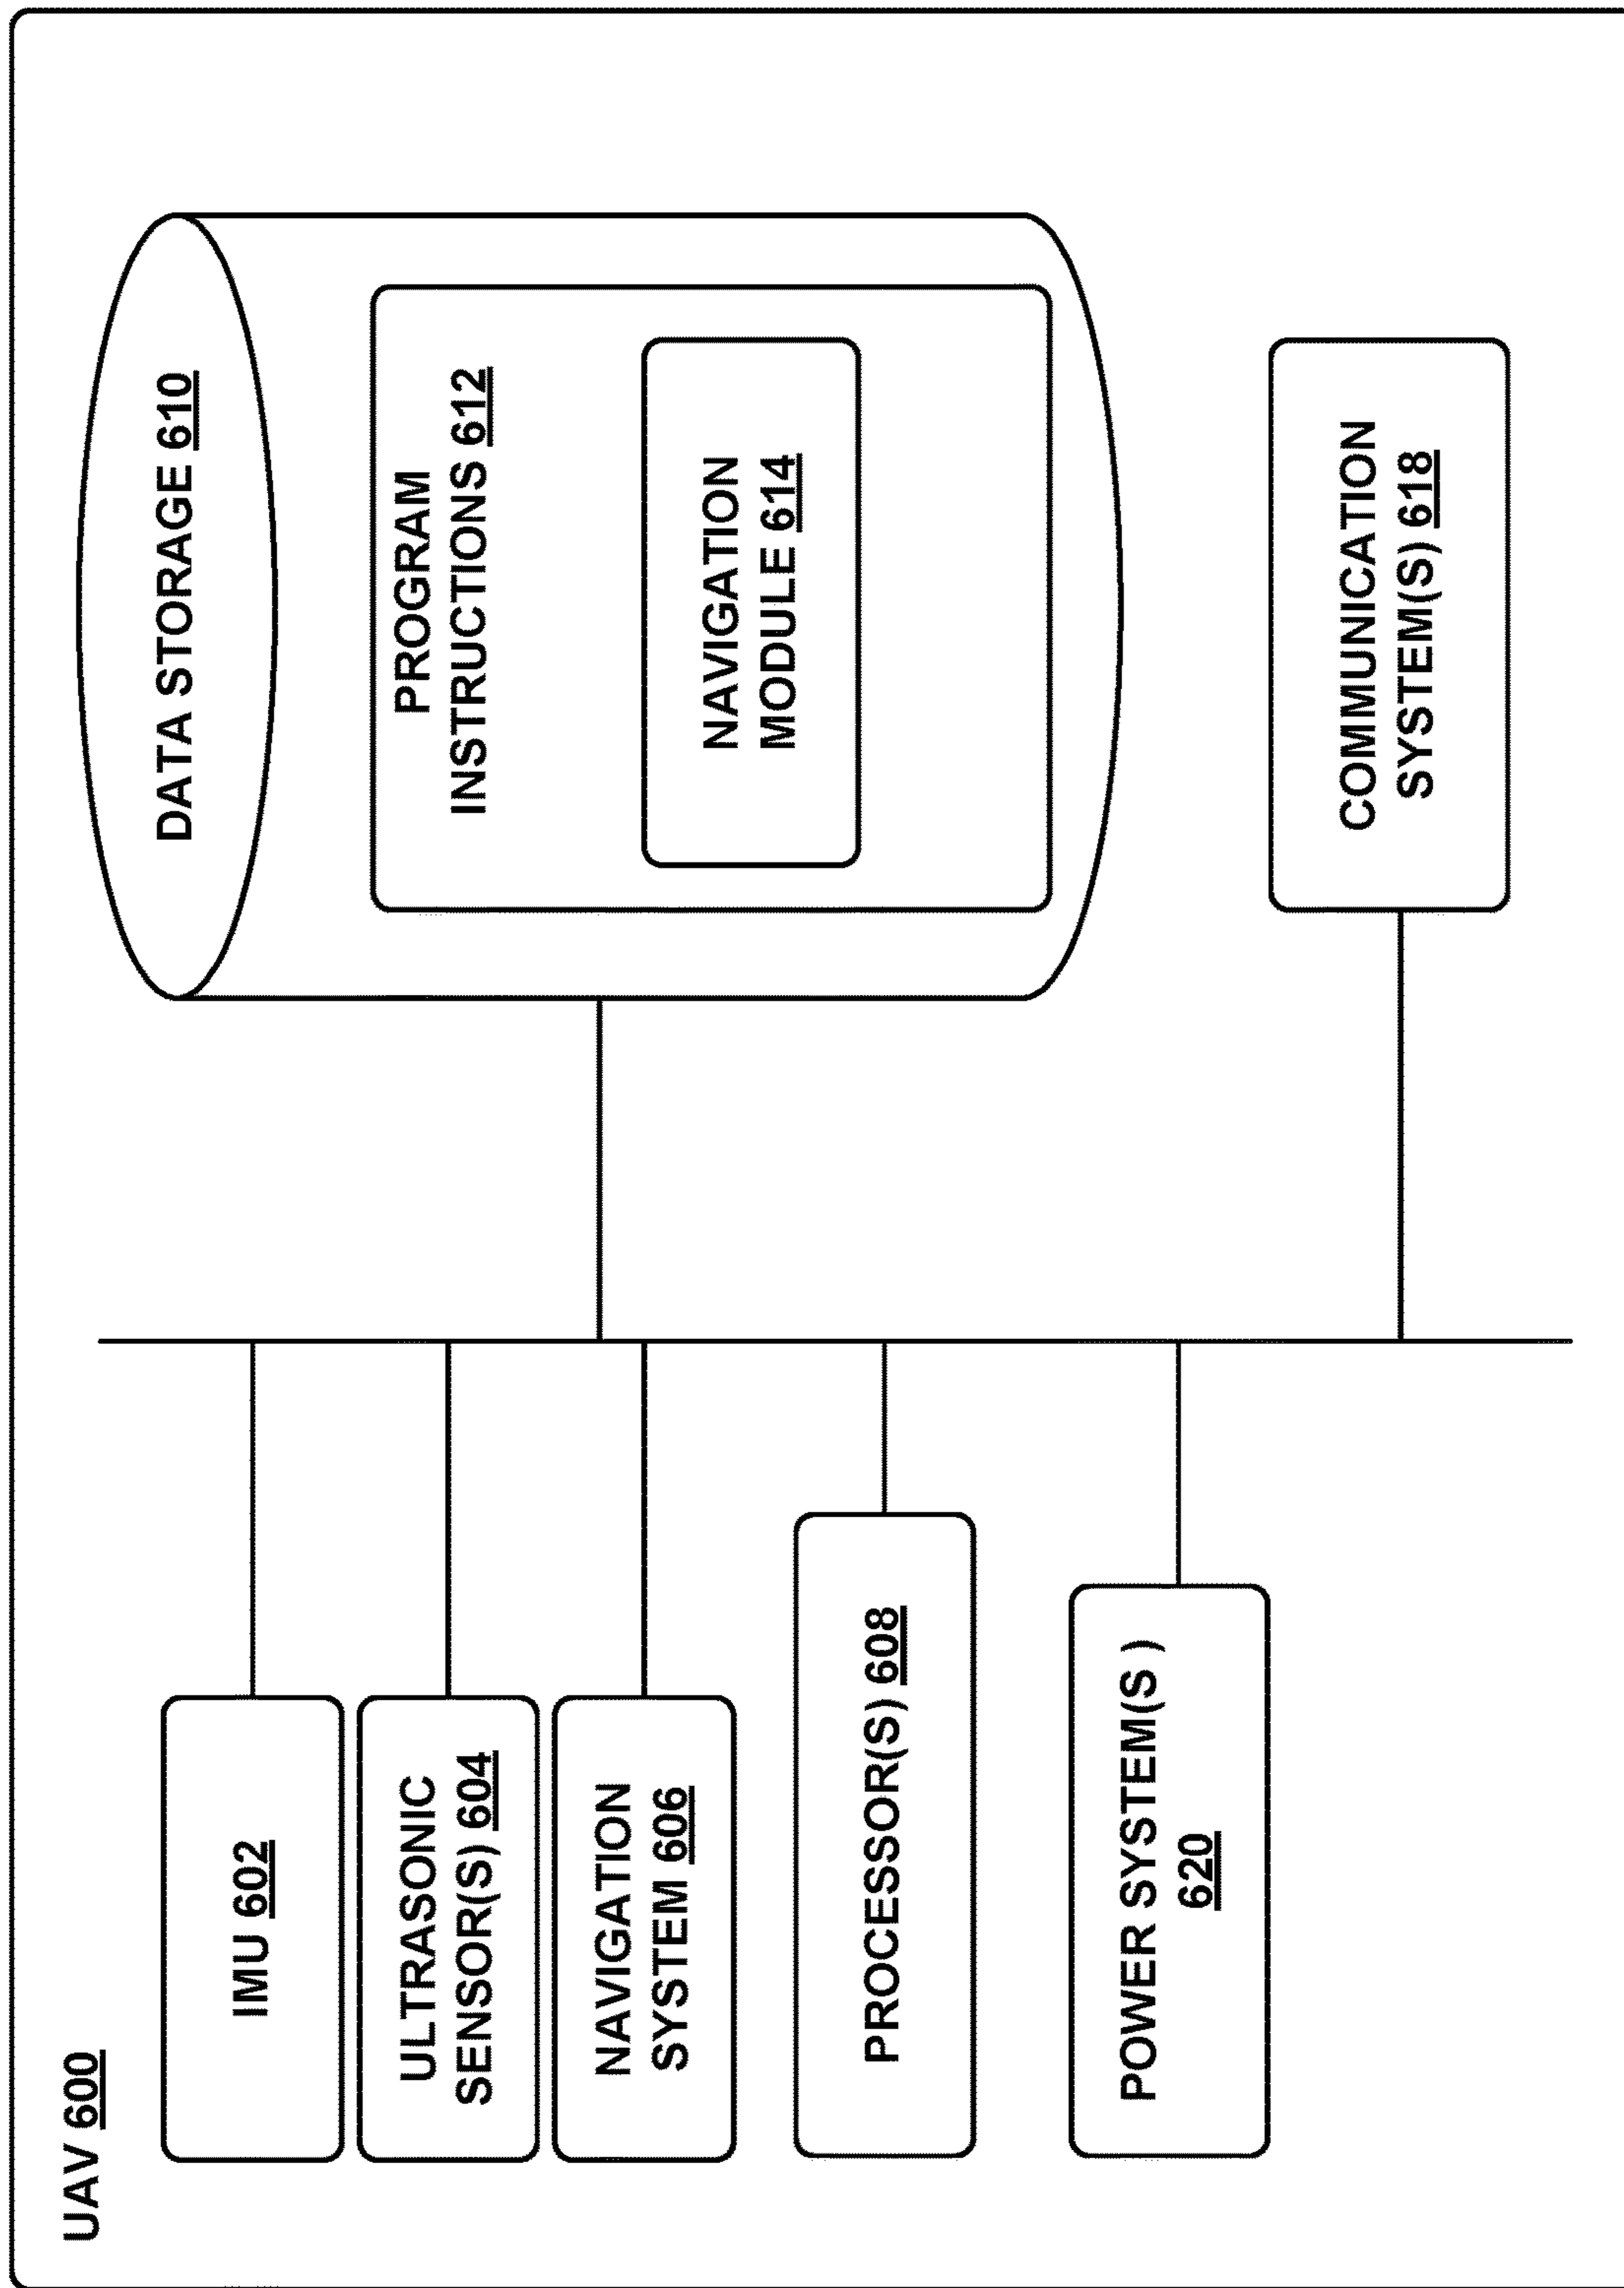 UAV 600
IMU 602
ULTRASONIC
SENSOR(S) 604
NAVIGATION
SYSTEM 606
PROCESSOR(S) 608
POWER SYSTEM(S )
620
DATA STORAGE 610
PROGRAM
INSTRUCTIONS 612
NAVIGATION
MODULE 614
COMMUNICATION
SYSTEM(S) 618